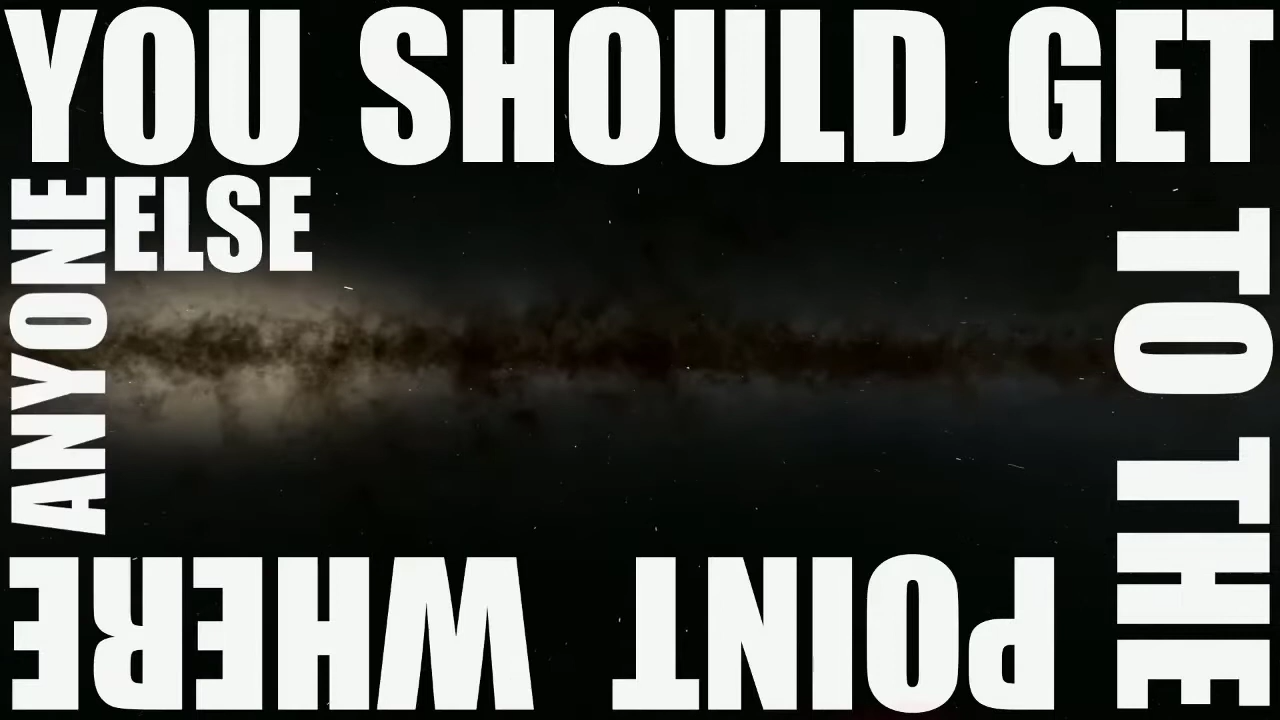 YOU SHOULD GET
TO THE
POINT WHERE
ANYONE
ELSE